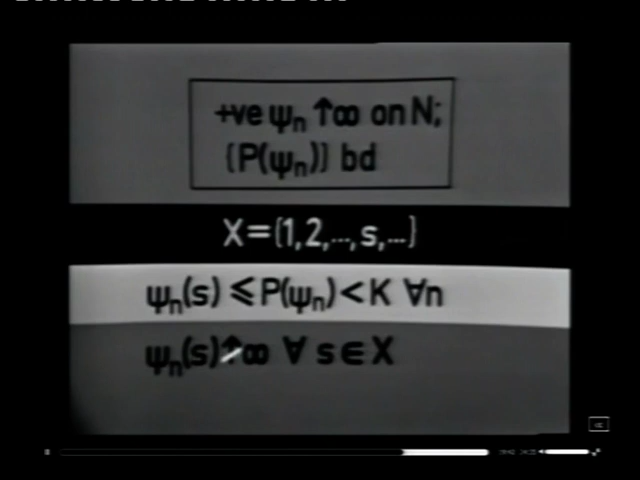 +ve ψₙ ↑∞ on N;
{P(ψₙ)} bd
X={1,2,...,s,...}
ψₙ(s) ⩽ P(ψₙ) < K ∀n
ψₙ(s)↑∞ ∀ s∈X